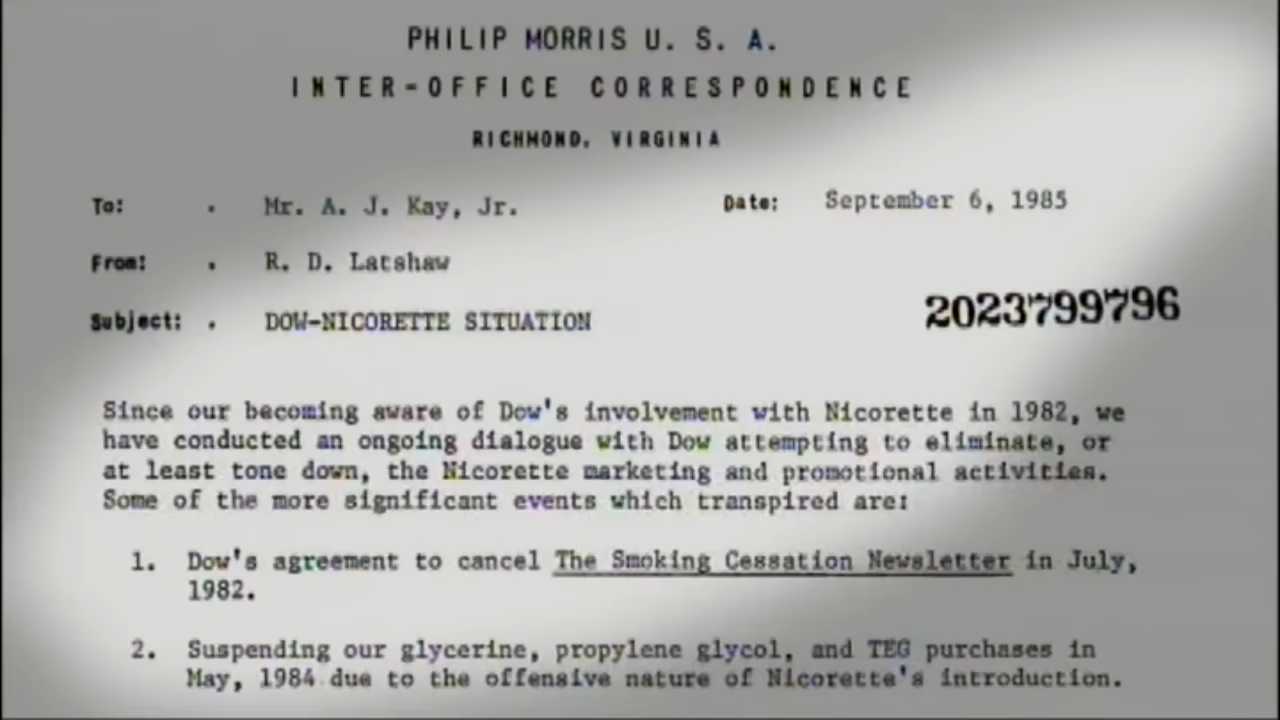 PHILIP MORRIS U. S. A.
INTER-OFFICE CORRESPONDENCE
RICHMOND, VIRGINIA
To: . Mr. A. J. Kay, Jr. Date: September 6, 1985
From: . R. D. Latshaw
Subject: . DOW-NICORETTE SITUATION
2023799796
Since our becoming aware of Dow's involvement with Nicorette in 1982, we
have conducted an ongoing dialogue with Dow attempting to eliminate, or
at least tone down, the Nicorette marketing and promotional activities.
Some of the more significant events which transpired are:
1. Dow's agreement to cancel The Smoking Cessation Newsletter in July,
1982.
2. Suspending our glycerine, propylene glycol, and TEG purchases in
May, 1984 due to the offensive nature of Nicorette's introduction.